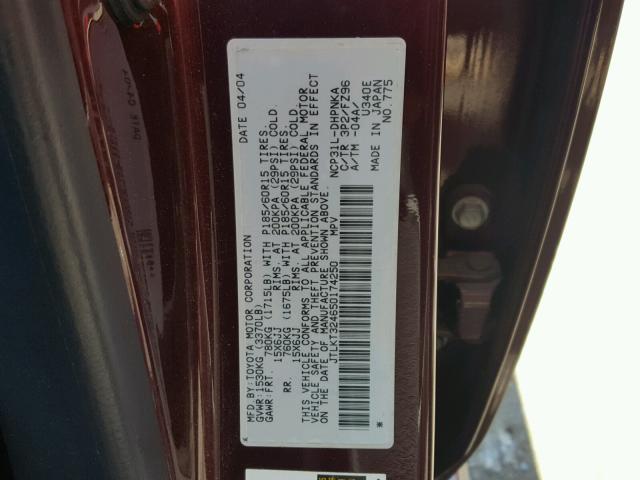 MFD.BY:TOYOTA MOTOR CORPORATION DATE 04/04
GVWR:1530KG (3370LB)
GAWR:FRT. 780KG (1715LB) WITH P185/60R15 TIRES.
15X6JJ RIMS. AT 200KPA (29PSI) COLD.
RR. 760KG (1675LB) WITH P185/60R15 TIRES.
15X6JJ RIMS. AT 200KPA (29PSI) COLD.
THIS VEHICLE CONFORMS TO ALL APPLICABLE FEDERAL MOTOR
VEHICLE SAFETY AND THEFT PREVENTION STANDARDS IN EFFECT
ON THE DATE OF MANUFACTURE SHOWN ABOVE.
JTLKT324650174250 MPV
NCP31L-DHPNKA
C/TR 3P2/FZ96
A/TM -04A/
U340E
MADE IN JAPAN
NO.775